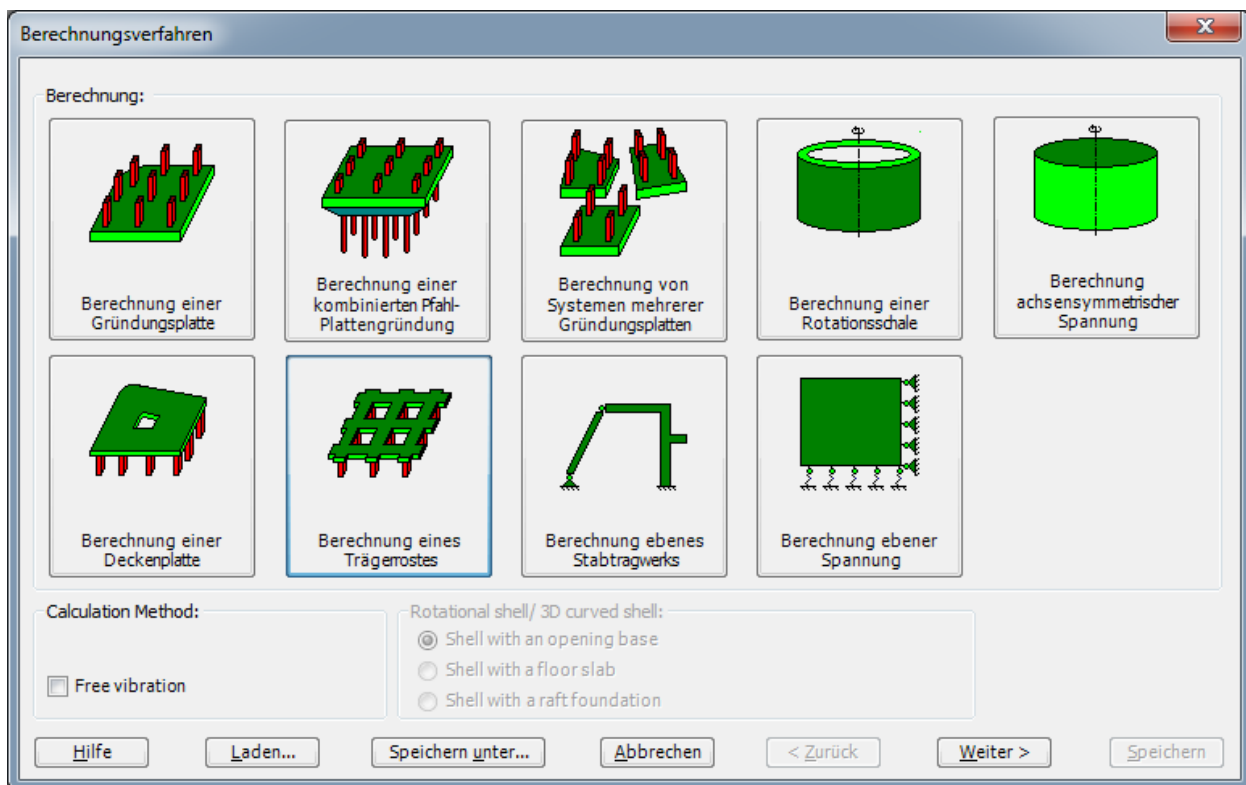 Berechnungsverfahren
Berechnung:
Berechnung einer
Gründungsplatte
Berechnung einer
kombinierten Pfahl-
Plattengründung
Berechnung von
Systemen mehrerer
Gründungsplatten
Berechnung einer
Rotationsschale
Berechnung
achsensymmetrischer
Spannung
Berechnung einer
Deckenplatte
Berechnung eines
Trägerrostes
Berechnung ebenes
Stabtragwerks
Berechnung ebener
Spannung
Calculation Method:
Free vibration
Rotational shell/ 3D curved shell:
Shell with an opening base
Shell with a floor slab
Shell with a raft foundation
Hilfe
Laden...
Speichern unter...
Abbrechen
< Zurück
Weiter >
Speichern